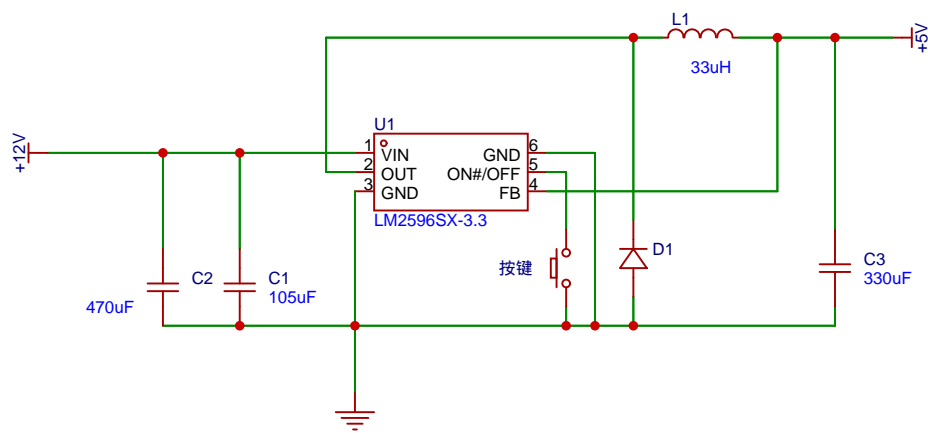 L1
33uH
+5V
U1
+12V
1
VIN
GND
6
2
OUT
ON#/OFF
5
3
GND
FB
4
LM2596SX-3.3
C2
470uF
C1
105uF
按键
D1
C3
330uF